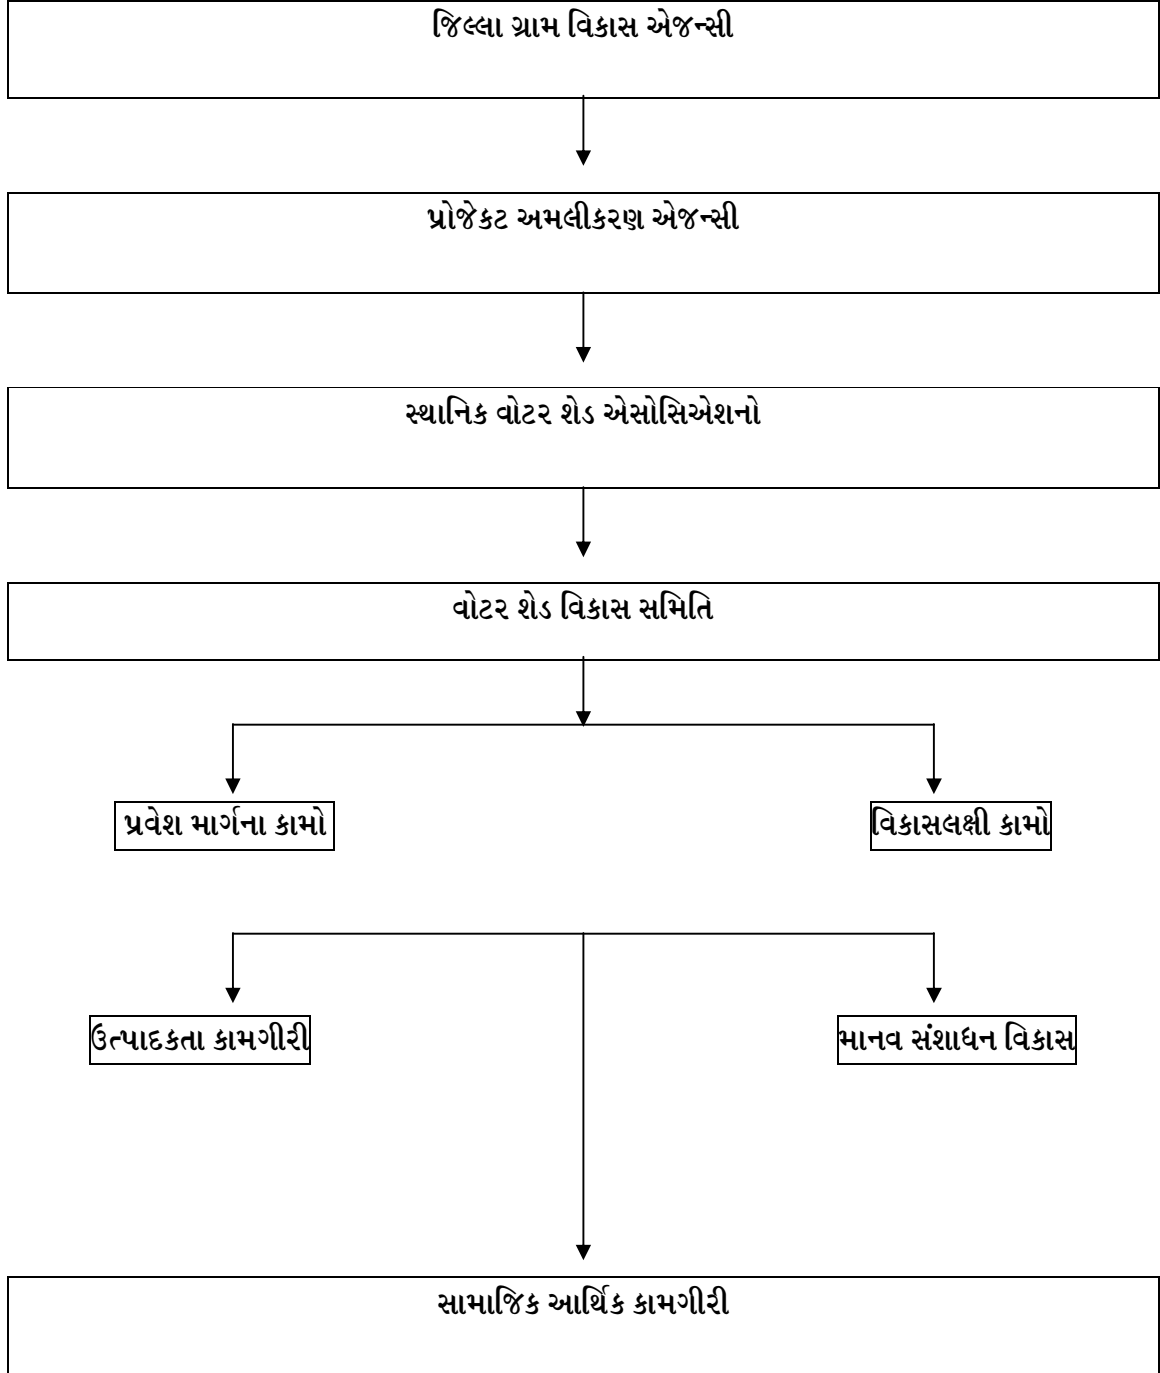 જિલ્લા ગ્રામ વિકાસ એજન્સી
પ્રોજેકટ અમલીકરણ એજન્સી
સ્થાનિક વોટર શેડ એસોસિએશનો
વોટર શેડ વિકાસ સમિતિ
પ્રવેશ માર્ગના કામો
વિકાસલક્ષી કામો
ઉત્પાદકતા કામગીરી
માનવ સંશાધન વિકાસ
સામાજિક આર્થિક કામગીરી